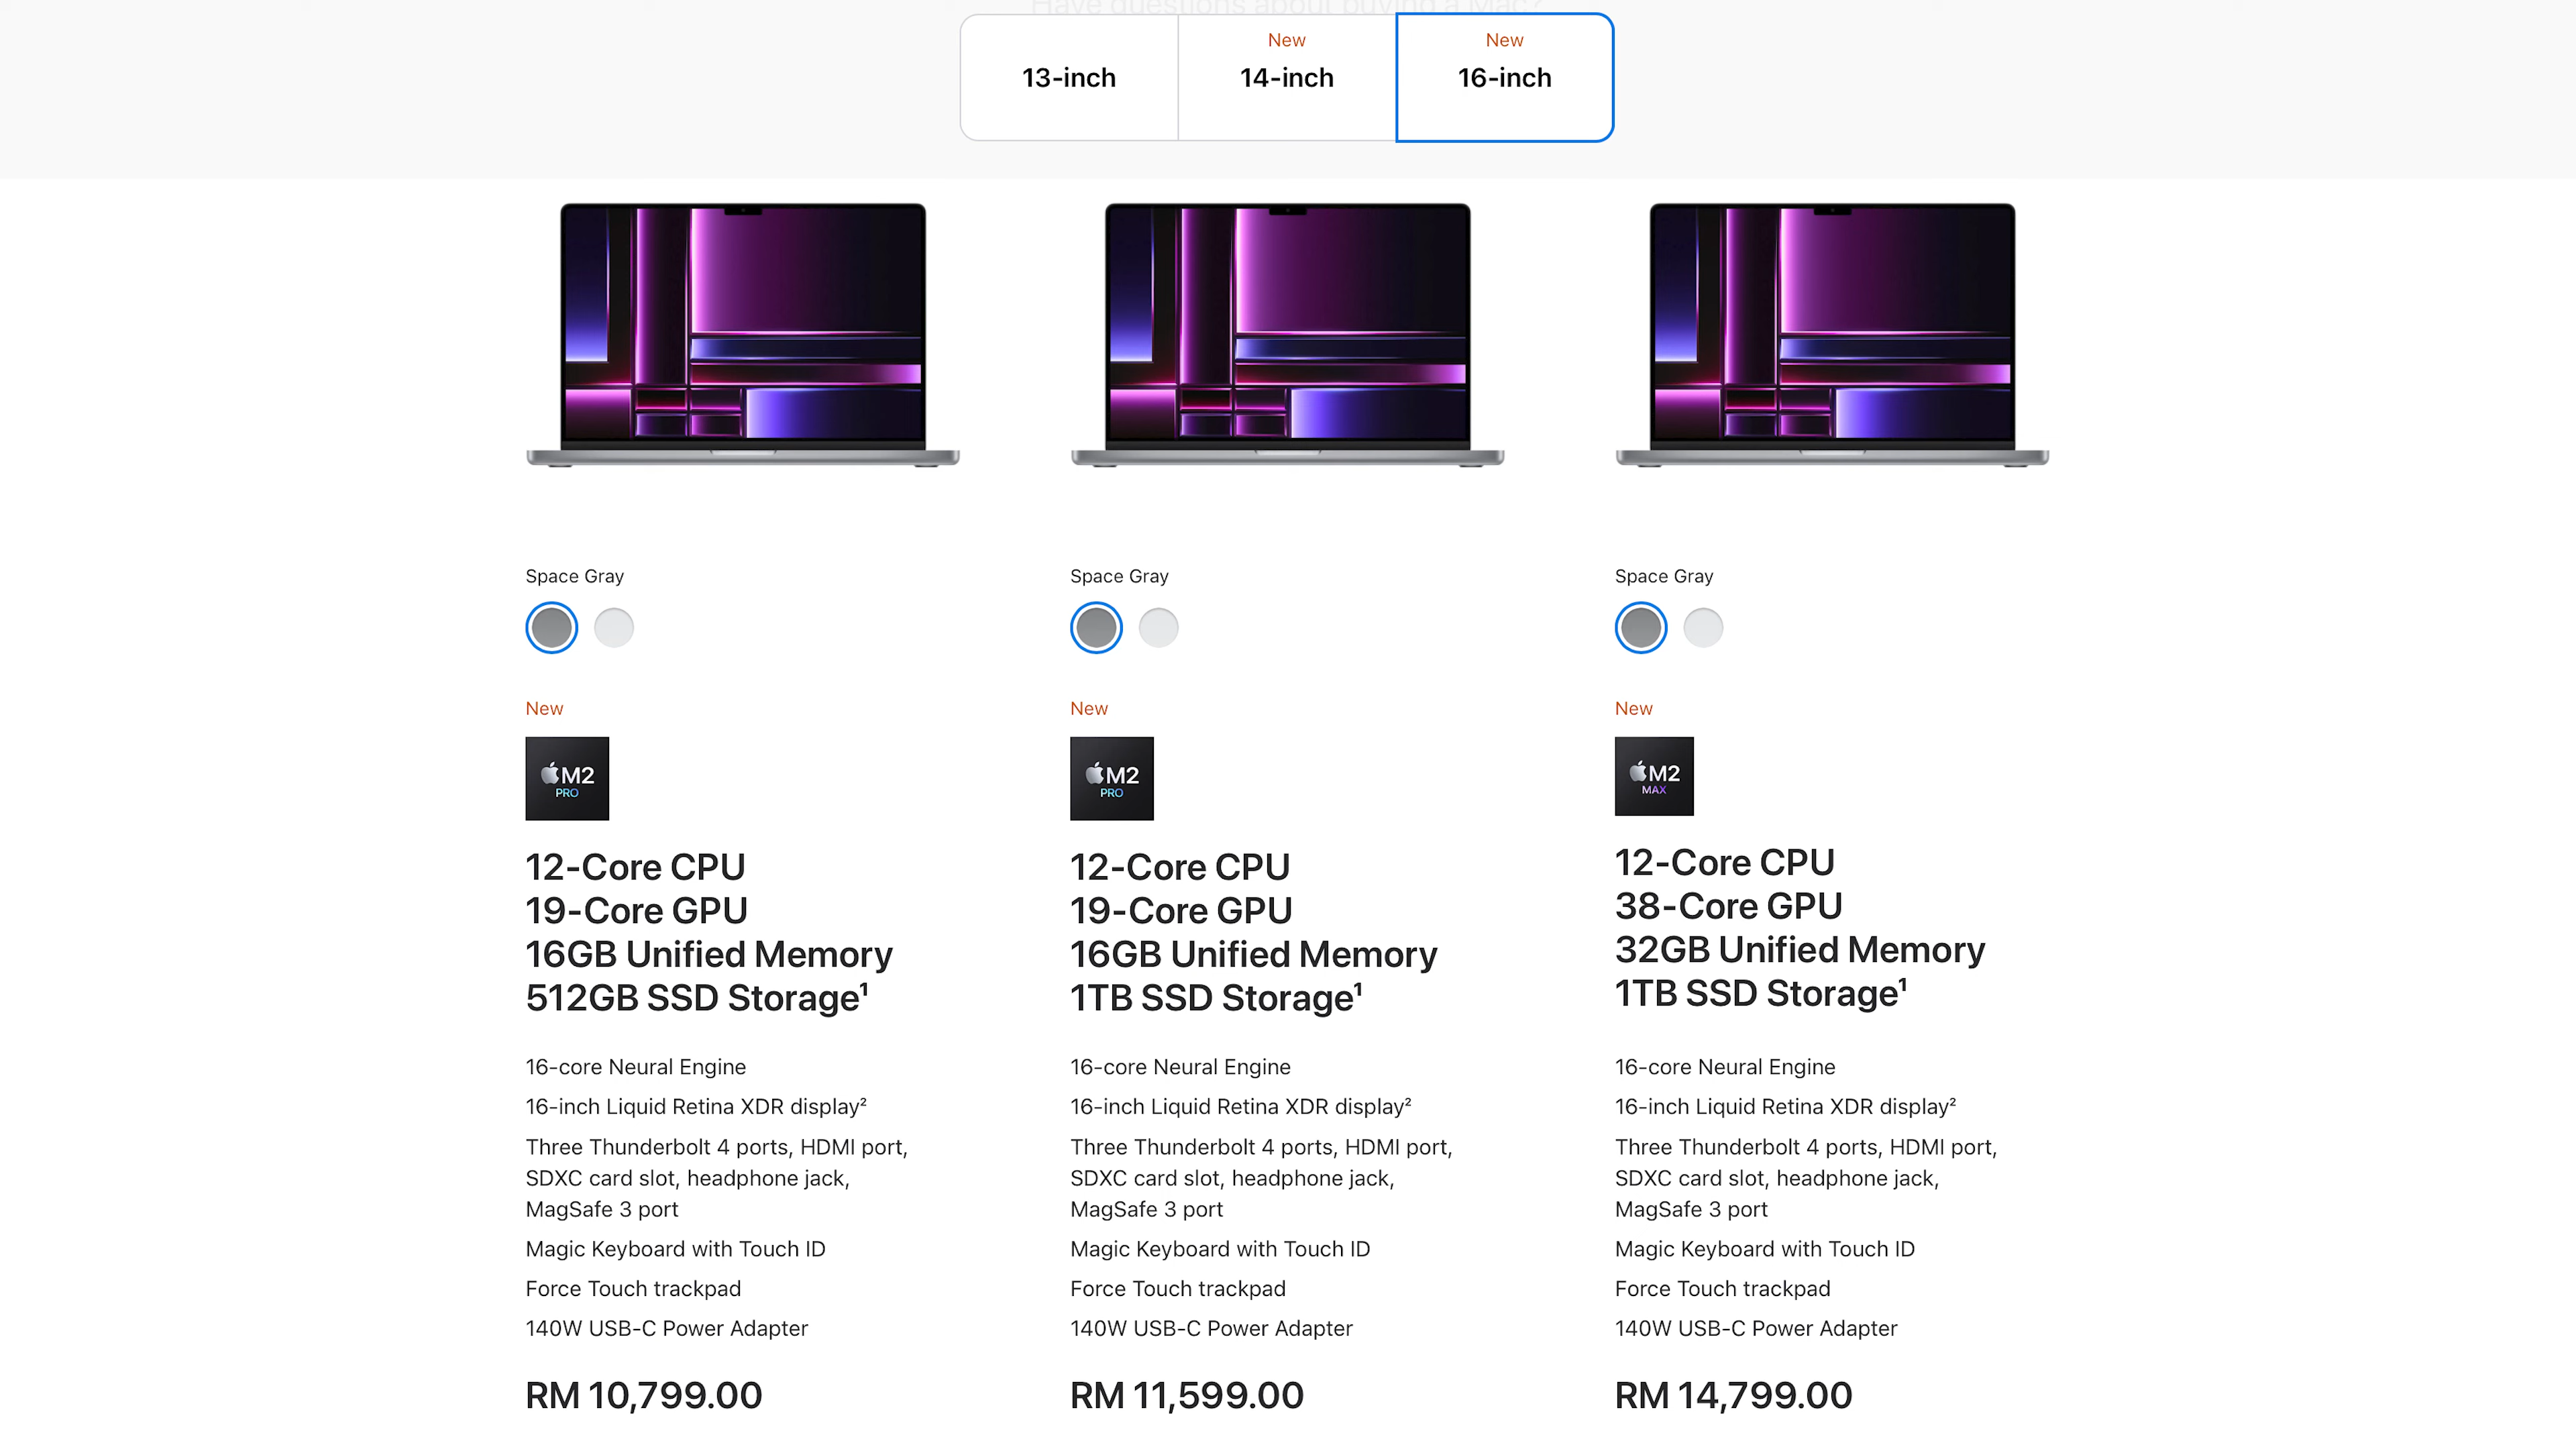 Have questions about buying a Mac?
13-inch
New
14-inch
New
16-inch
Space Gray
Space Gray
Space Gray
New
New
New
M2
PRO
M2
PRO
M2
MAX
12-Core CPU
19-Core GPU
16GB Unified Memory
512GB SSD Storage¹
12-Core CPU
19-Core GPU
16GB Unified Memory
1TB SSD Storage¹
12-Core CPU
38-Core GPU
32GB Unified Memory
1TB SSD Storage¹
16-core Neural Engine
16-inch Liquid Retina XDR display²
Three Thunderbolt 4 ports, HDMI port,
SDXC card slot, headphone jack,
MagSafe 3 port
Magic Keyboard with Touch ID
Force Touch trackpad
140W USB-C Power Adapter
16-core Neural Engine
16-inch Liquid Retina XDR display²
Three Thunderbolt 4 ports, HDMI port,
SDXC card slot, headphone jack,
MagSafe 3 port
Magic Keyboard with Touch ID
Force Touch trackpad
140W USB-C Power Adapter
16-core Neural Engine
16-inch Liquid Retina XDR display²
Three Thunderbolt 4 ports, HDMI port,
SDXC card slot, headphone jack,
MagSafe 3 port
Magic Keyboard with Touch ID
Force Touch trackpad
140W USB-C Power Adapter
RM 10,799.00
RM 11,599.00
RM 14,799.00